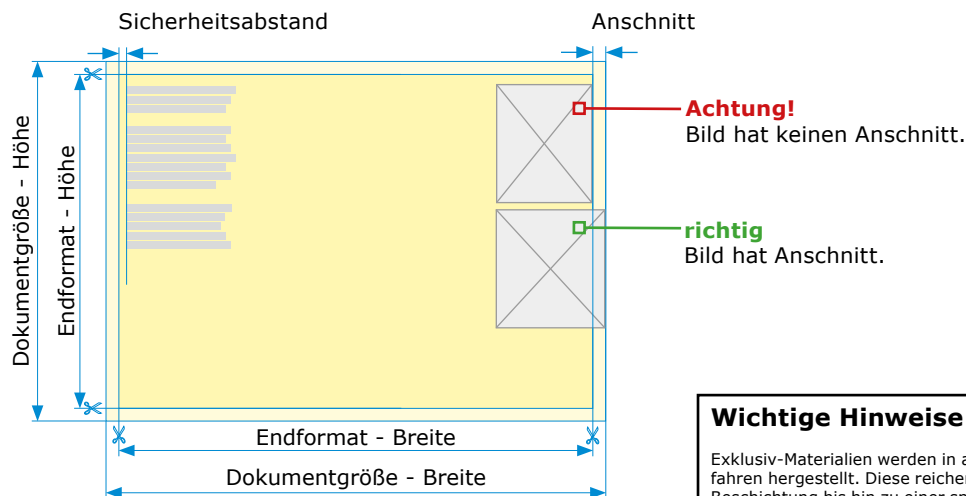 Sicherheitsabstand
Anschnitt
Dokumentgröße - Höhe
Endformat - Höhe
Achtung!
Bild hat keinen Anschnitt.
richtig
Bild hat Anschnitt.
Endformat - Breite
Dokumentgröße - Breite
Wichtige Hinweise
Exklusiv-Materialien werden in
fahren hergestellt. Diese